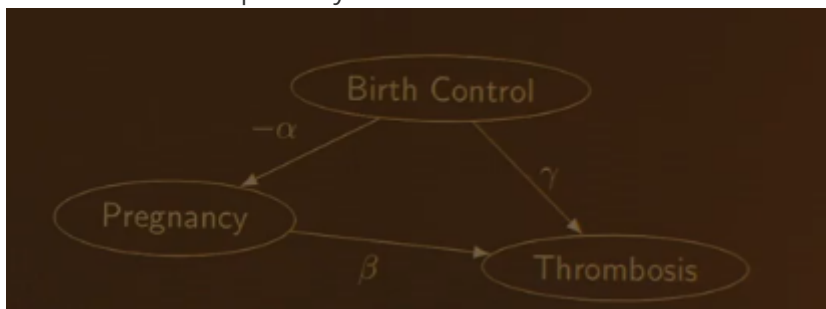 Birth Control
−α
γ
Pregnancy
β
Thrombosis